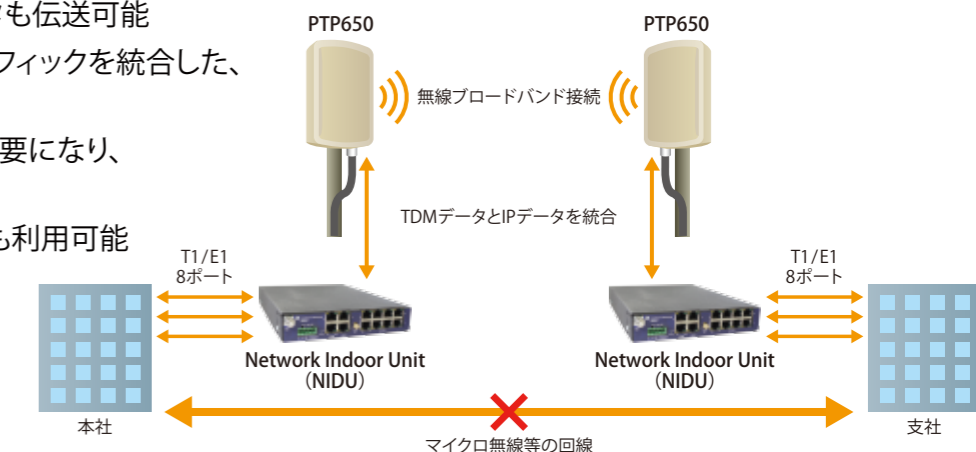 も伝送可能
フィックを統合した、
要になり、
も利用可能
PTP650
PTP650
無線ブロードバンド接続
TDMデータとIPデータを統合
T1/E1
8ポート
T1/E1
8ポート
Network Indoor Unit
（NIDU）
Network Indoor Unit
（NIDU）
本社
支社
マイクロ無線等の回線